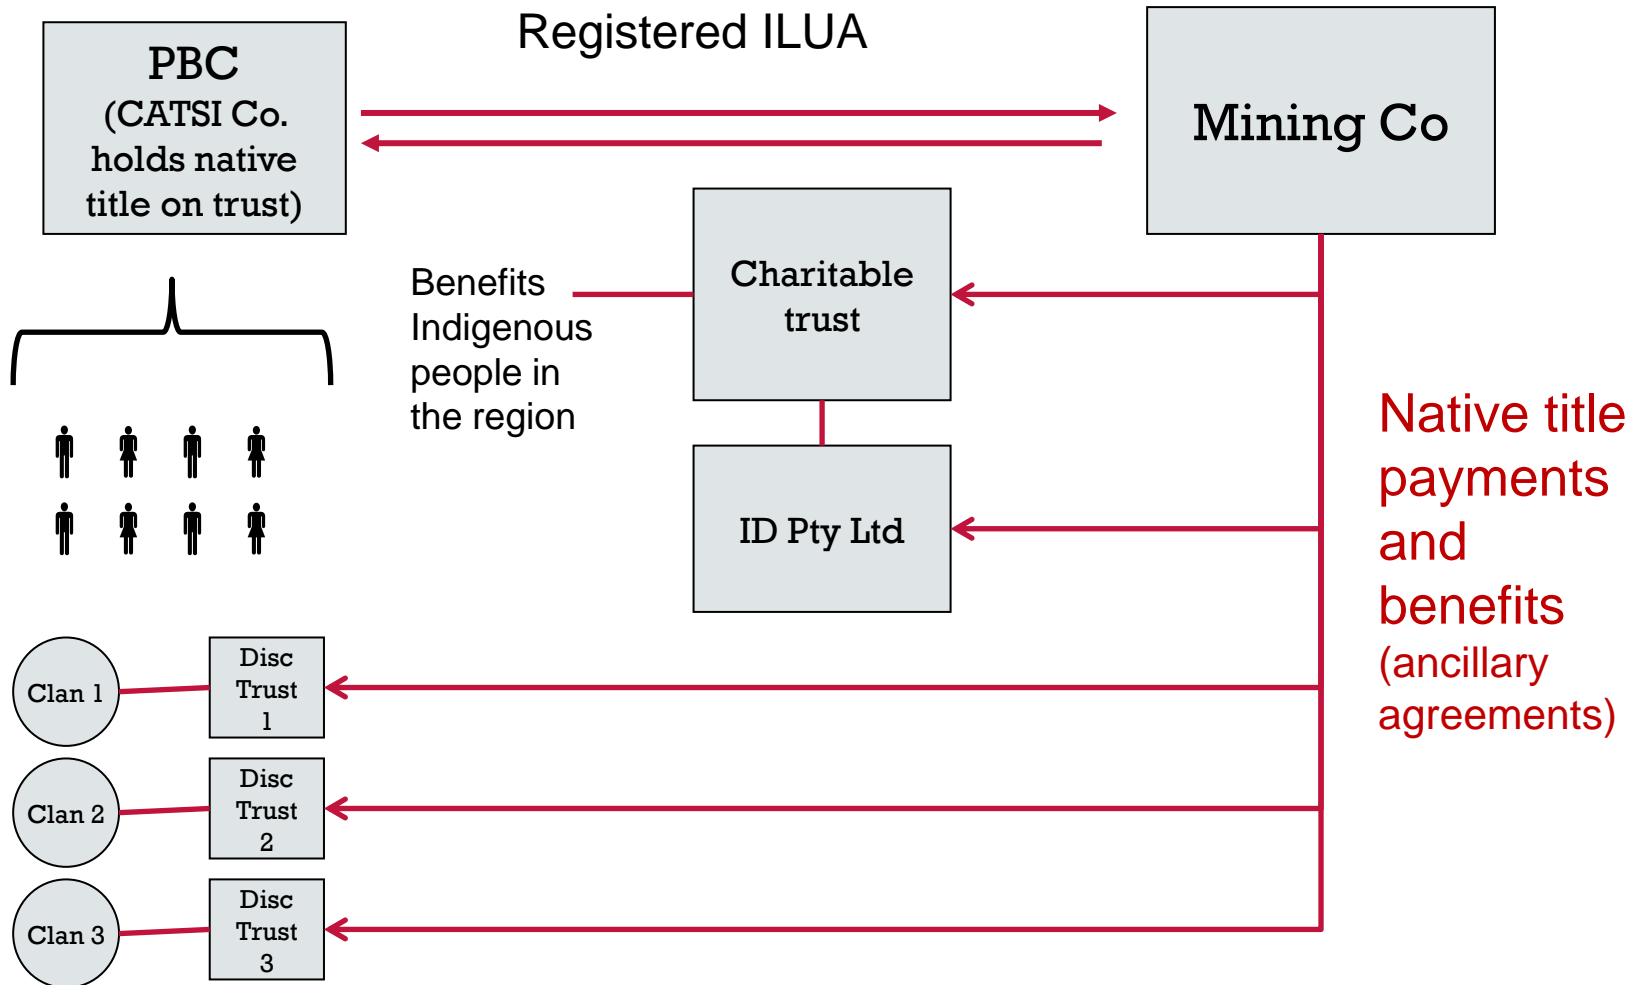 Registered ILUA
PBC
(CATSI Co.
holds native
title on trust)
Mining Co
Charitable
trust
Benefits
Indigenous
people in
the region
ID Pty Ltd
Native title
payments
and
benefits
(ancillary
agreements)
Clan 1
Disc
Trust
1
Clan 2
Disc
Trust
2
Clan 3
Disc
Trust
3